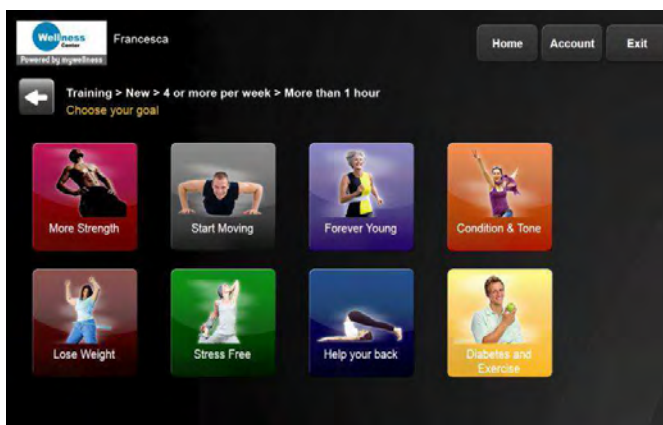 Wellness
Center
Powered by mywellness
Francesca
Home
Account
Exit
Training > New > 4 or more per week > More than 1 hour
Choose your goal
More Strength
Start Moving
Forever Young
Condition & Tone
Lose Weight
Stress Free
Help your back
Diabetes and
Exercise